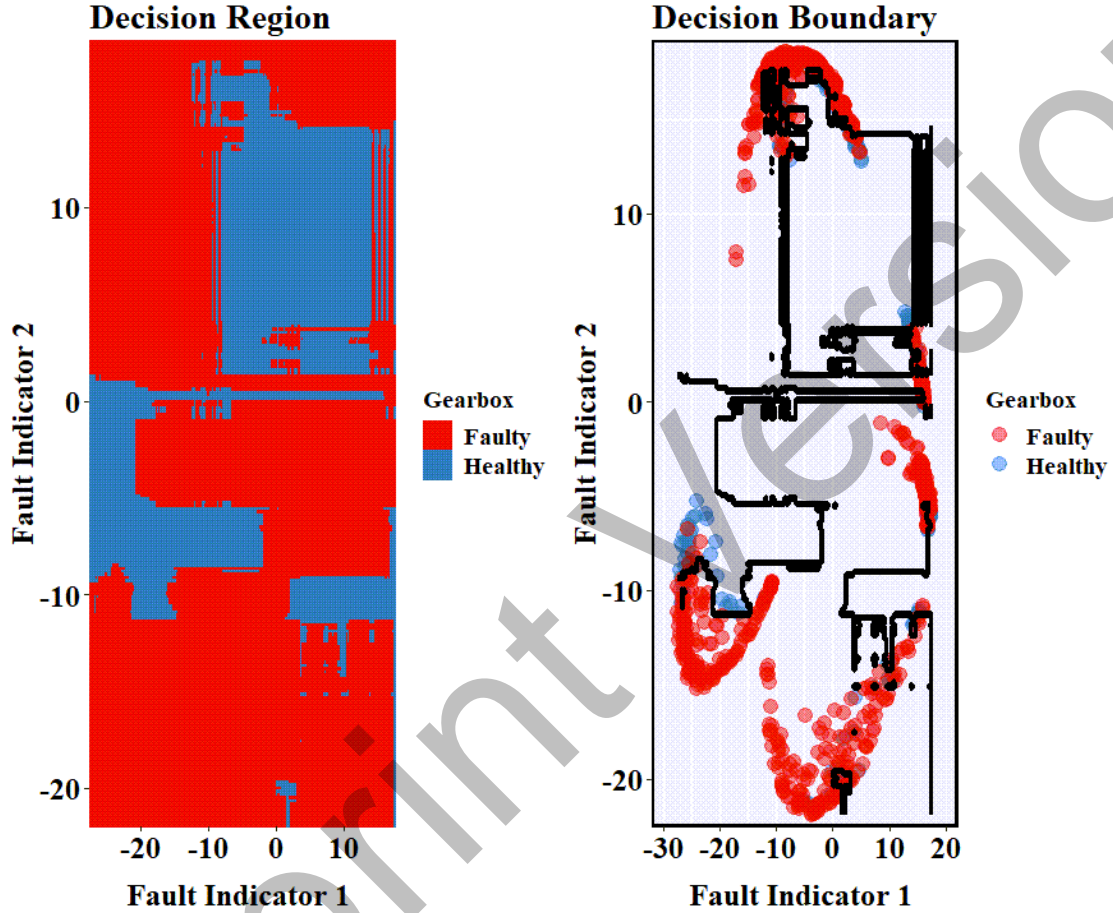 Decision Region
Decision Boundary
Fault Indicator 2
10
0
-10
-20
-20 -10 0 10
Fault Indicator 1
Gearbox
Faulty
Healthy
Fault Indicator 2
10
0
-10
-20
-30 -20 -10 0 10 20
Fault Indicator 1
Gearbox
Faulty
Healthy
rint Version